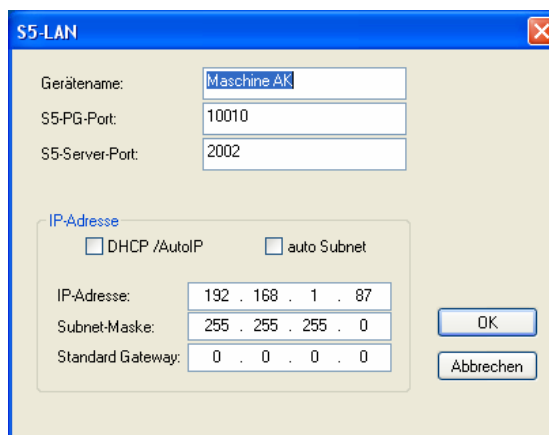 S5-LAN
Gerätename: Maschine AK
S5-PG-Port: 10010
S5-Server-Port: 2002
IP-Adresse
DHCP /AutoIP auto Subnet
IP-Adresse: 192 . 168 . 1 . 87
Subnet-Maske: 255 . 255 . 255 . 0 OK
Standard Gateway: 0 . 0 . 0 . 0 Abbrechen